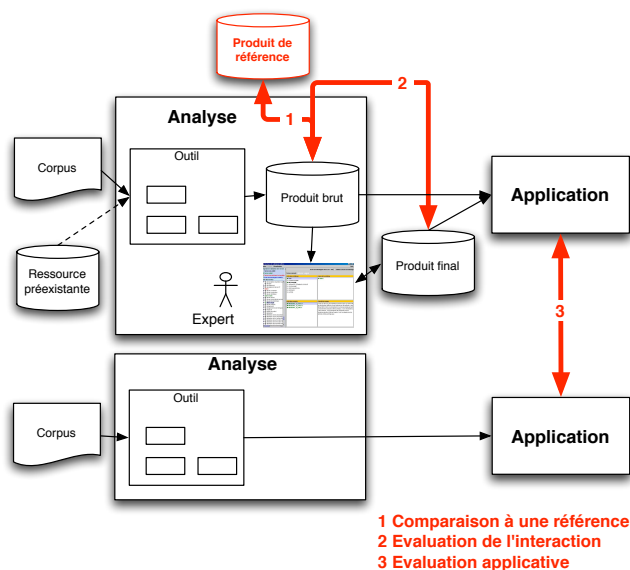 Produit de
référence
2
Analyse
1
Outil
Corpus
Produit brut
Application
Ressource
préexistante
Produit final
Expert
3
Analyse
Outil
Corpus
Application
1 Comparaison à une référence
2 Evaluation de l'interaction
3 Evaluation applicative